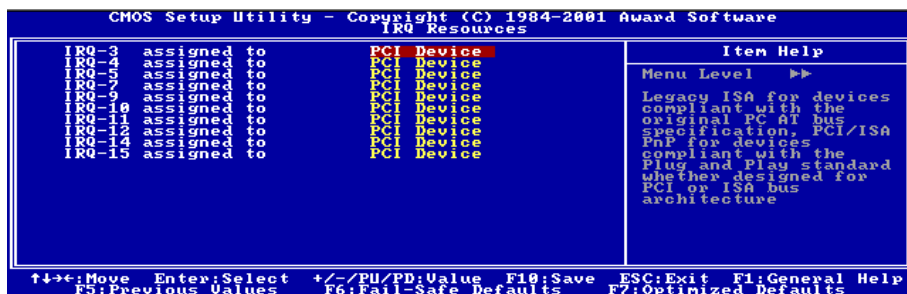 CMOS Setup Utility - Copyright (C) 1984-2001 Award Software
IRQ Resources
IRQ-3 assigned to PCI Device
IRQ-4 assigned to PCI Device
IRQ-5 assigned to PCI Device
IRQ-7 assigned to PCI Device
IRQ-9 assigned to PCI Device
IRQ-10 assigned to PCI Device
IRQ-11 assigned to PCI Device
IRQ-12 assigned to PCI Device
IRQ-14 assigned to PCI Device
IRQ-15 assigned to PCI Device
Item Help
Menu Level ▶▶
Legacy ISA for devices
compliant with the
original PC AT bus
specification, PCI/ISA
PnP for devices
compliant with the
Plug and Play standard
whether designed for
PCI or ISA bus
architecture
↑↓→←:Move Enter:Select +/-/PU/PD:Value F10:Save ESC:Exit F1:General Help
F5:Previous Values F6:Fail-Safe Defaults F7:Optimized Defaults